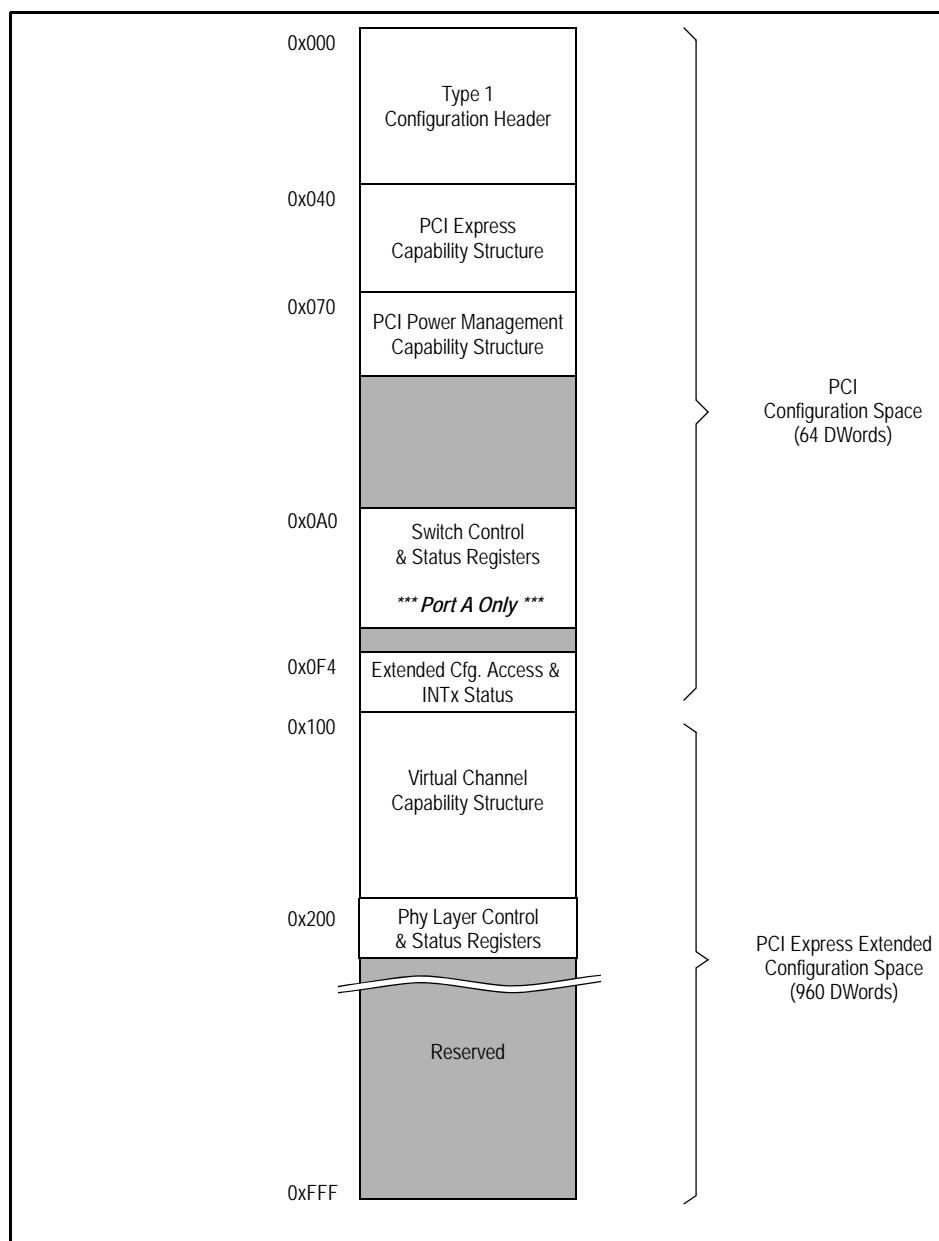 0x000
Type 1
Configuration Header
0x040
PCI Express
Capability Structure
0x070
PCI Power Management
Capability Structure
PCI
Configuration Space
(64 DWords)
0x0A0
Switch Control
& Status Registers
*** Port A Only ***
0x0F4
Extended Cfg. Access &
INTx Status
0x100
Virtual Channel
Capability Structure
0x200
Phy Layer Control
& Status Registers
PCI Express Extended
Configuration Space
(960 DWords)
Reserved
0xFFF